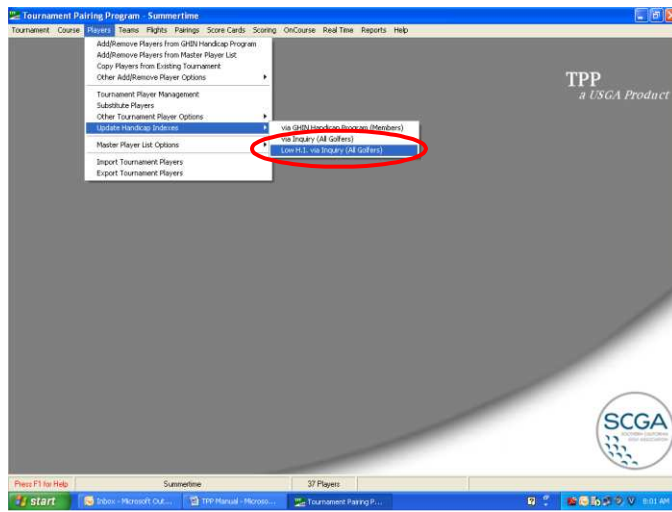 Tournament Pairing Program - Summertime
Tournament Course Players Teams Flights Pairings Score Cards Scoring OnCourse Real Time Reports Help
Add/Remove Players from GHIN Handicap Program
Add/Remove Players from Master Player List
Copy Players from Existing Tournament
Other Add/Remove Player Options
Tournament Player Management
Substitute Players
Other Tournament Player Options
Update Handicap Indexes
via GHIN Handicap Program (Members)
via Inquiry (All Golfers)
Low H.I. via Inquiry (All Golfers)
Master Player List Options
Import Tournament Players
Export Tournament Players
TPP
a USGA Product
SCGA
Press F1 for Help
Summertime
37 Players
start
Inbox - Microsoft Out...
TPP Manual - Microso...
Tournament Pairing P...
8:01 AM